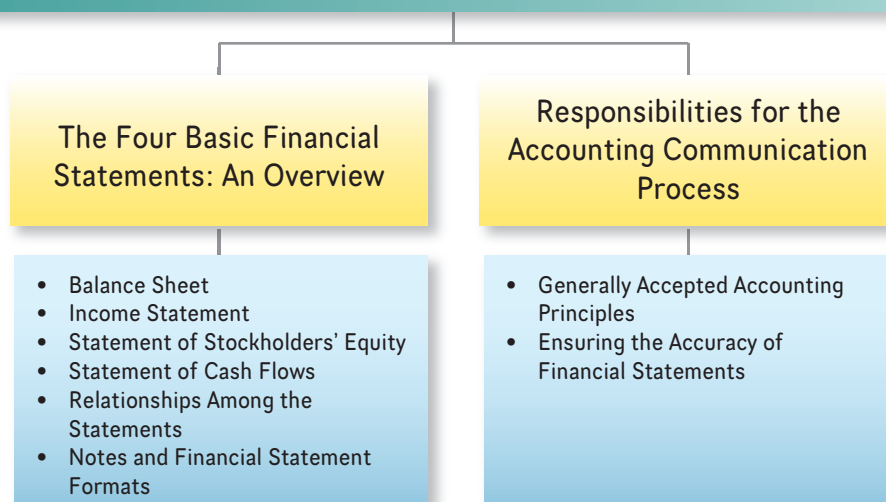 The Four Basic Financial
Statements: An Overview
• Balance Sheet
• Income Statement
• Statement of Stockholders’ Equity
• Statement of Cash Flows
• Relationships Among the
Statements
• Notes and Financial Statement
Formats
Responsibilities for the
Accounting Communication
Process
• Generally Accepted Accounting
Principles
• Ensuring the Accuracy of
Financial Statements